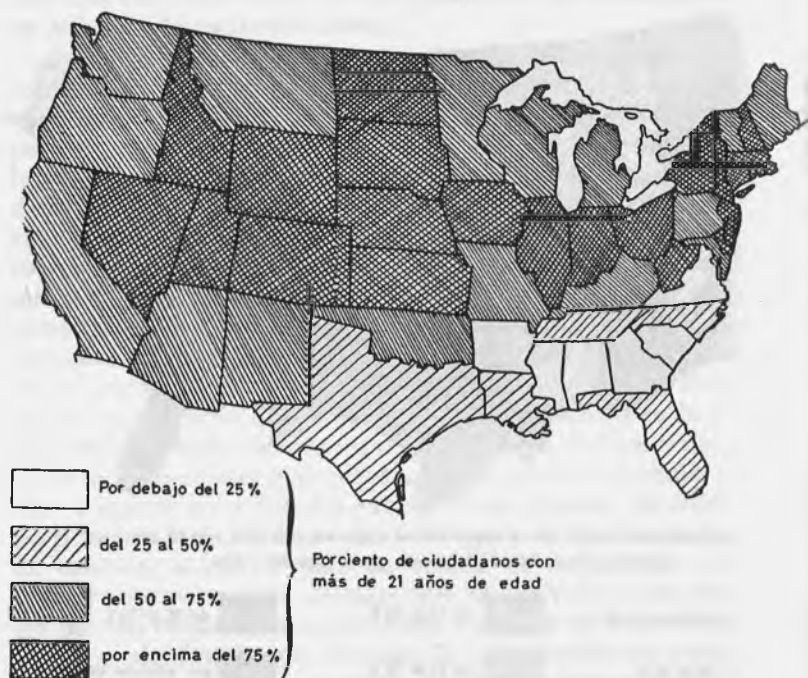 Por debajo del 25%
del 25 al 50%
del 50 al 75%
por encima del 75%
Porciento de ciudadanos con
más de 21 años de edad